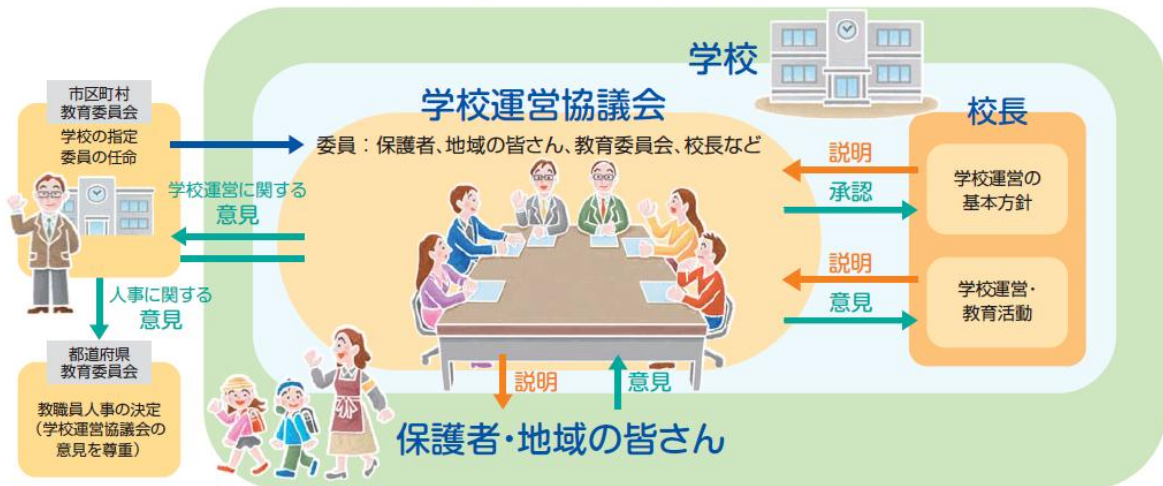 学校
市区町村
教育委員会
学校の指定
委員の任命
学校運営協議会
委員：保護者、地域の皆さん、教育委員会、校長など
学校運営に関する
意見
人事に関する
意見
都道府県
教育委員会
教職員人事の決定
（学校運営協議会の
意見を尊重）
校長
説明
承認
学校運営の
基本方針
説明
意見
学校運営・
教育活動
説明
意見
保護者・地域の皆さん